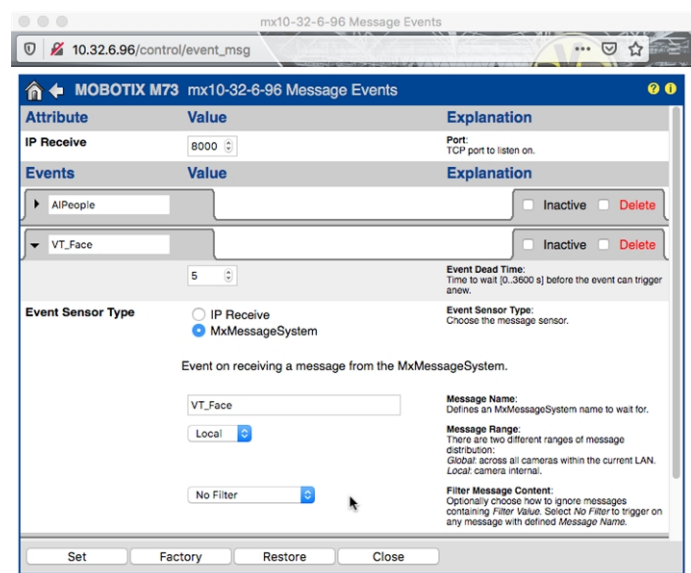 mx10-32-6-96 Message Events
10.32.6.96/control/event_msg
MOBOTIX M73 mx10-32-6-96 Message Events
Attribute Value Explanation
IP Receive 8000 Port:
TCP port to listen on.
Events Value Explanation
AIPeople Inactive Delete
VT_Face Inactive Delete
5 Event Dead Time:
Time to wait [0..3600 s] before the event can trigger
anew.
Event Sensor Type IP Receive Event Sensor Type:
MxMessageSystem Choose the message sensor.
Event on receiving a message from the MxMessageSystem.
VT_Face Message Name:
Defines an MxMessageSystem name to wait for.
Local Message Range:
There are two different ranges of message
distribution:
Global: across all cameras within the current LAN.
Local: camera internal.
No Filter Filter Message Content:
Optionally choose how to ignore messages
containing Filter Value. Select No Filter to trigger on
any message with defined Message Name.
Set Factory Restore Close